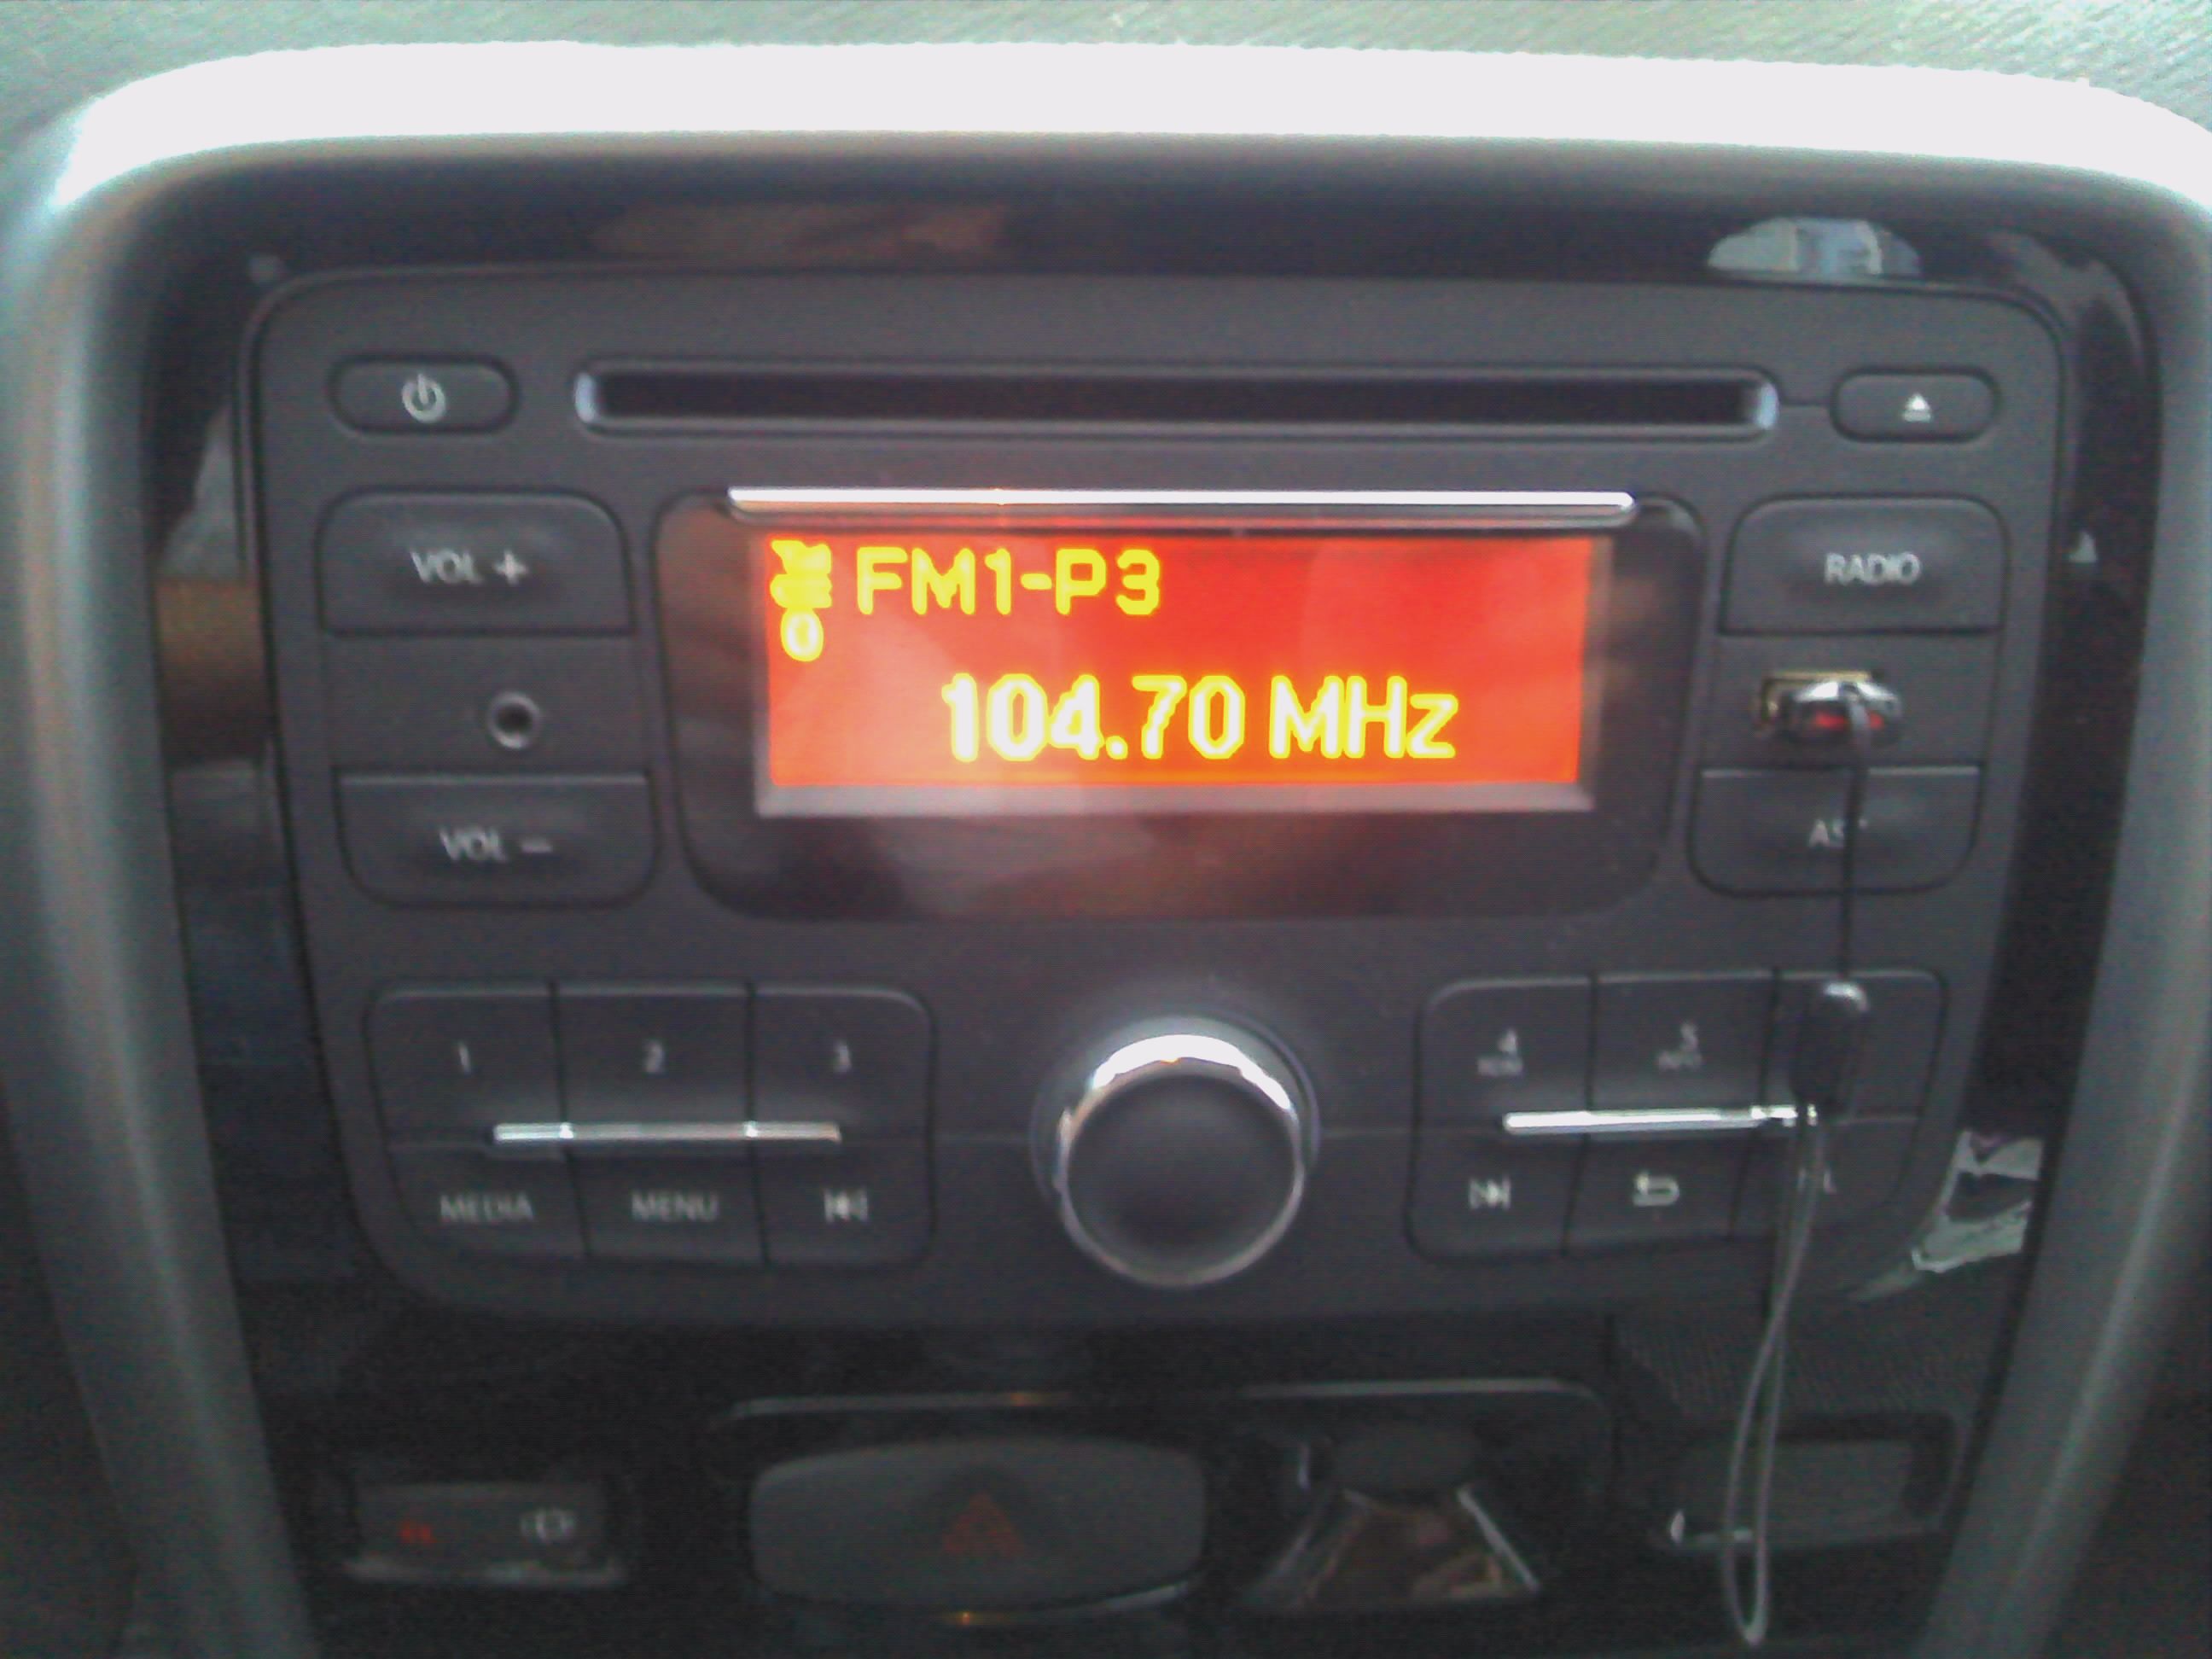 VOL +
FM1-P3
RADIO
104.70 MHz
VOL −
1
2
3
4
5
MEDIA
MENU